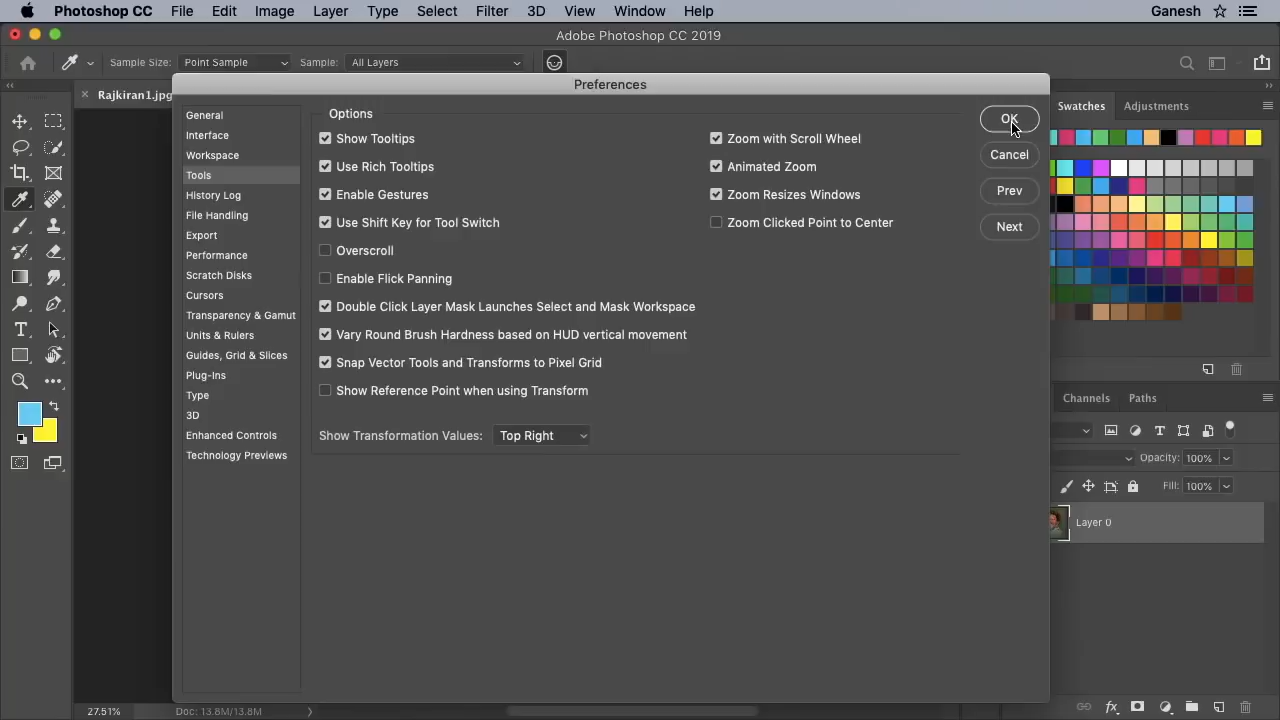 Photoshop CC File Edit Image Layer Type Select Filter 3D View Window Help Ganesh
Adobe Photoshop CC 2019
Sample Size: Point Sample Sample: All Layers
Rajkiran1.jpg
Preferences
General
Interface
Workspace
Tools
History Log
File Handling
Export
Performance
Scratch Disks
Cursors
Transparency & Gamut
Units & Rulers
Guides, Grid & Slices
Plug-Ins
Type
3D
Enhanced Controls
Technology Previews
Options
Show Tooltips
Use Rich Tooltips
Enable Gestures
Use Shift Key for Tool Switch
Overscroll
Enable Flick Panning
Double Click Layer Mask Launches Select and Mask Workspace
Vary Round Brush Hardness based on HUD vertical movement
Snap Vector Tools and Transforms to Pixel Grid
Show Reference Point when using Transform
Show Transformation Values: Top Right
Zoom with Scroll Wheel
Animated Zoom
Zoom Resizes Windows
Zoom Clicked Point to Center
OK
Cancel
Prev
Next
Swatches Adjustments
Channels Paths
Opacity: 100%
Fill: 100%
Layer 0
27.51% Doc: 13.8M/13.8M